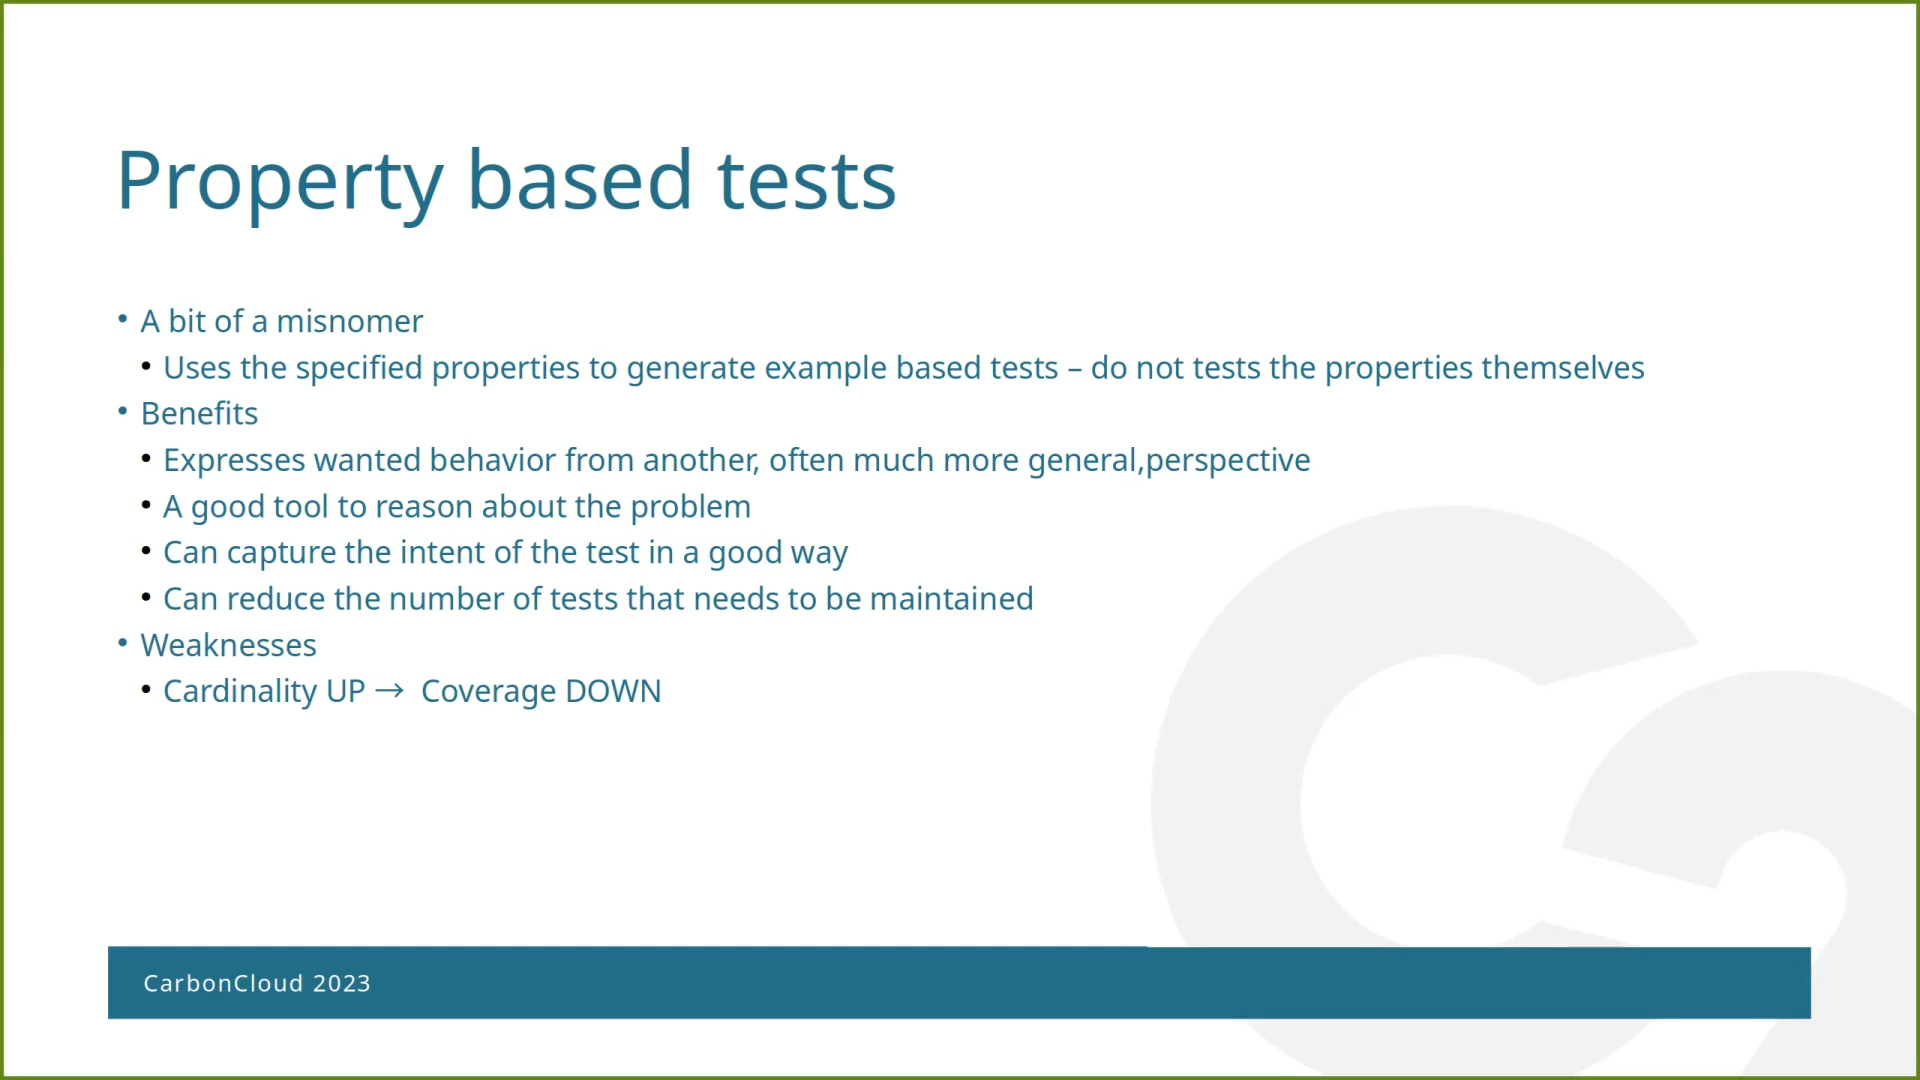 Property based tests
• A bit of a misnomer
• Uses the specified properties to generate example based tests – do not tests the properties themselves
• Benefits
• Expresses wanted behavior from another, often much more general,perspective
• A good tool to reason about the problem
• Can capture the intent of the test in a good way
• Can reduce the number of tests that needs to be maintained
• Weaknesses
• Cardinality UP → Coverage DOWN
CarbonCloud 2023